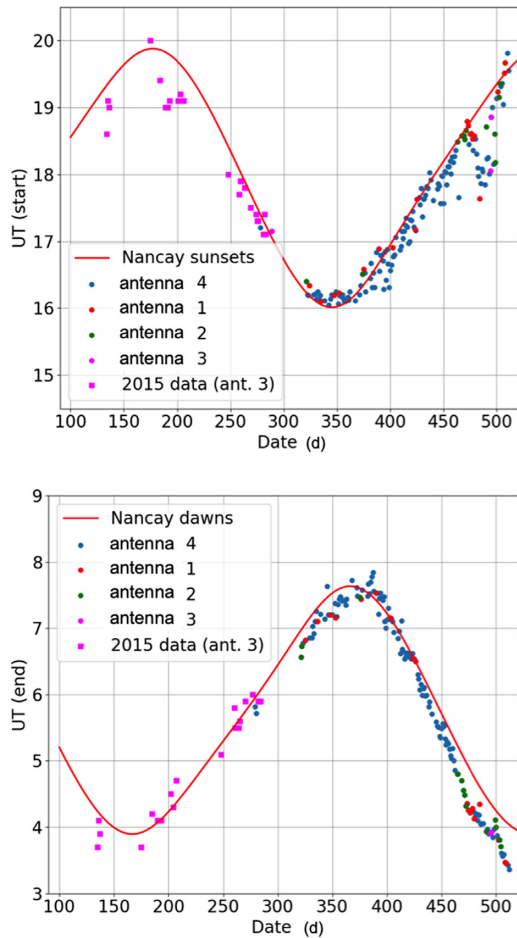 20
19
18
17
16
15
UT (start)
Nancay sunsets
antenna 4
antenna 1
antenna 2
antenna 3
2015 data (ant. 3)
100 150 200 250 300 350 400 450 500
Date (d)
9
8
7
6
5
4
3
UT (end)
Nancay dawns
antenna 4
antenna 1
antenna 2
antenna 3
2015 data (ant. 3)
100 150 200 250 300 350 400 450 500
Date (d)